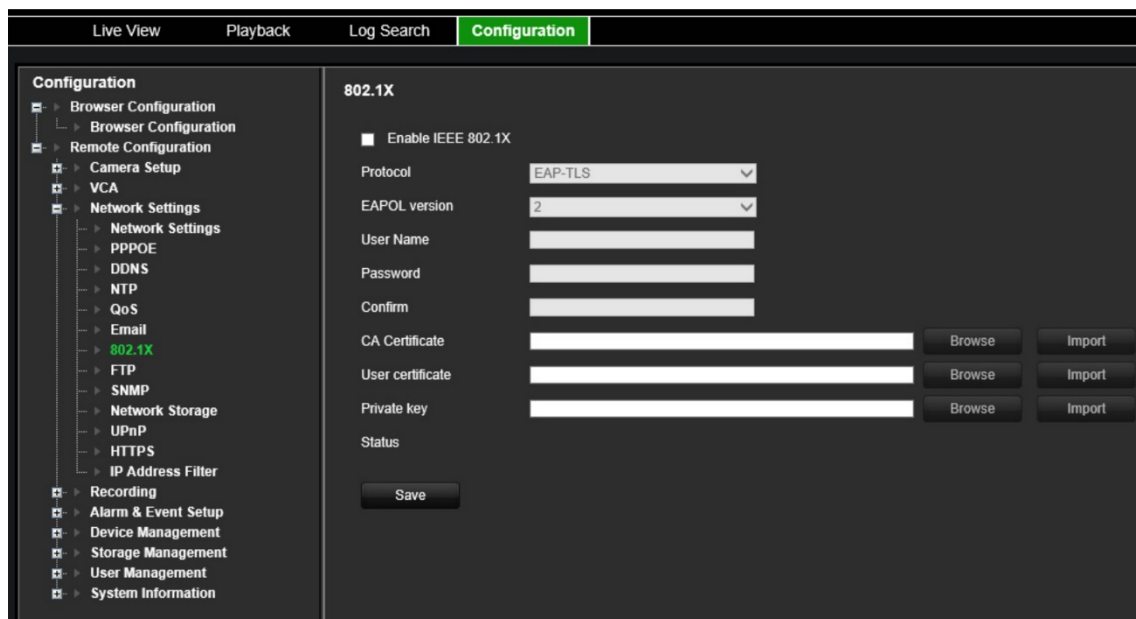 Live View Playback Log Search Configuration
Configuration
Browser Configuration
Browser Configuration
Remote Configuration
Camera Setup
VCA
Network Settings
Network Settings
PPPOE
DDNS
NTP
QoS
Email
802.1X
FTP
SNMP
Network Storage
UPnP
HTTPS
IP Address Filter
Recording
Alarm & Event Setup
Device Management
Storage Management
User Management
System Information
802.1X
Enable IEEE 802.1X
Protocol EAP-TLS
EAPOL version 2
User Name
Password
Confirm
CA Certificate Browse Import
User certificate Browse Import
Private key Browse Import
Status
Save